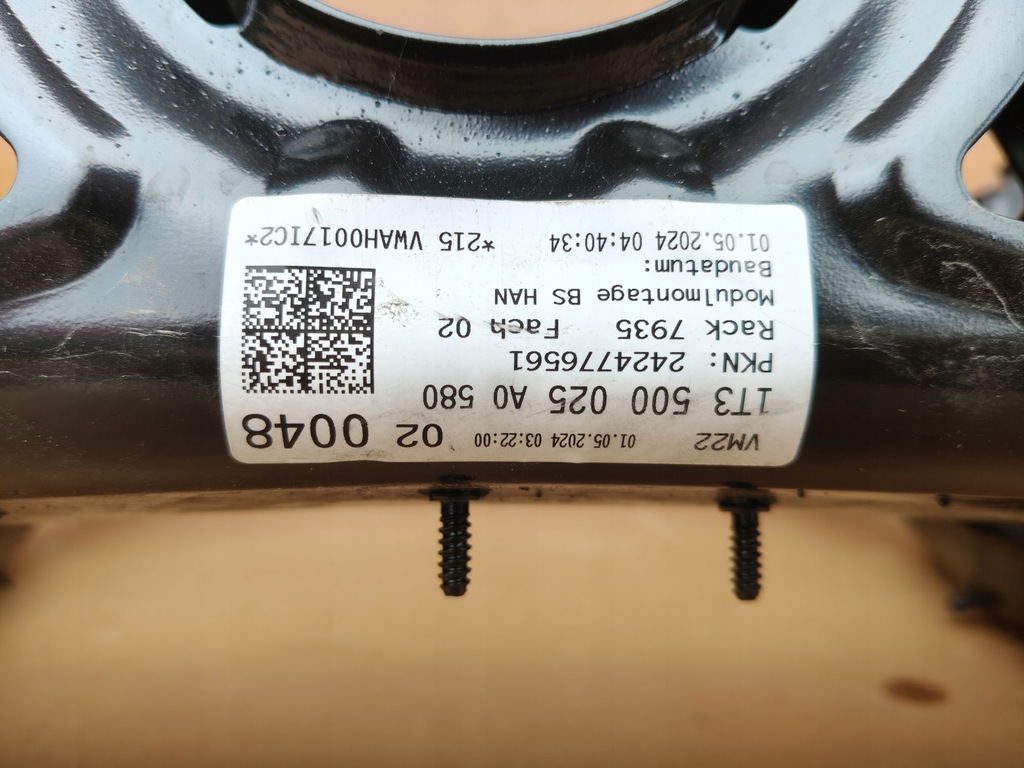 VM22 01.05.2024 03:22:00 02 0048
1T3 500 025 A0 580
PKN: 2424776561
Rack 7935 Fach 02
Modulmontage BS HAN
Baudatum:
01.05.2024 04:40:34 *215 VWAH0017IC2*